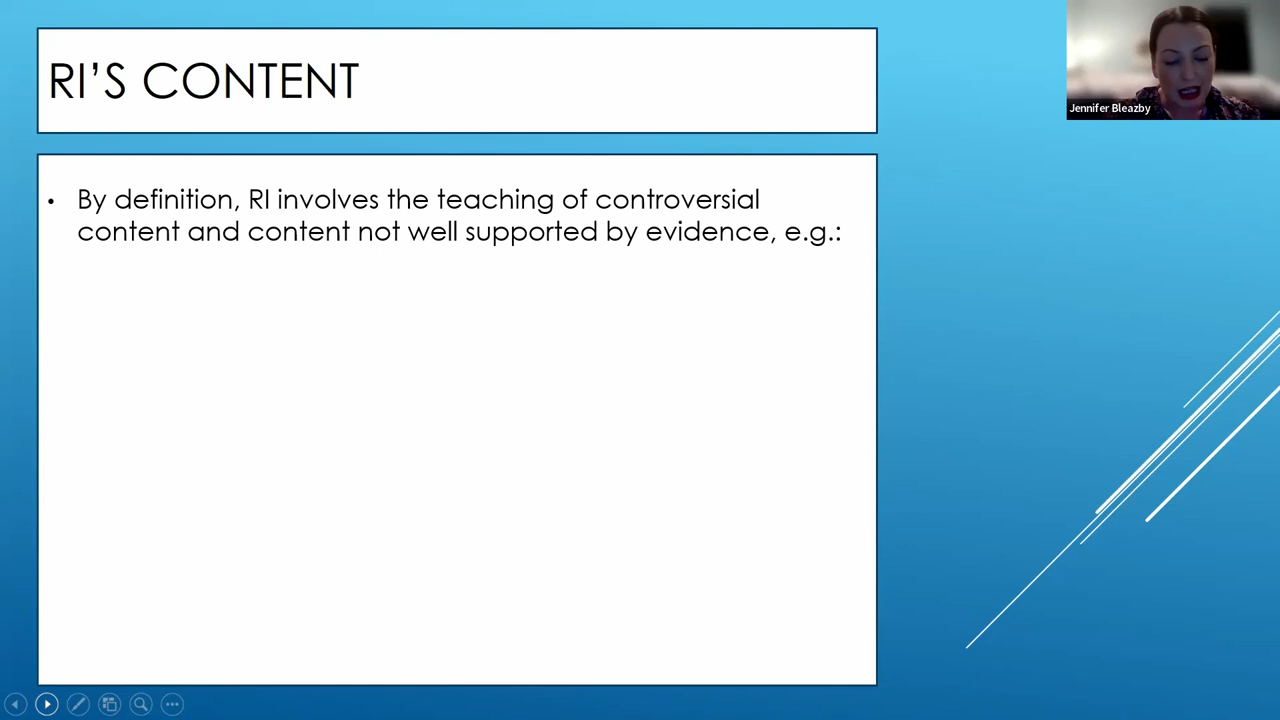 RI’S CONTENT
Jennifer Bleazby
• By definition, RI involves the teaching of controversial
content and content not well supported by evidence, e.g.: